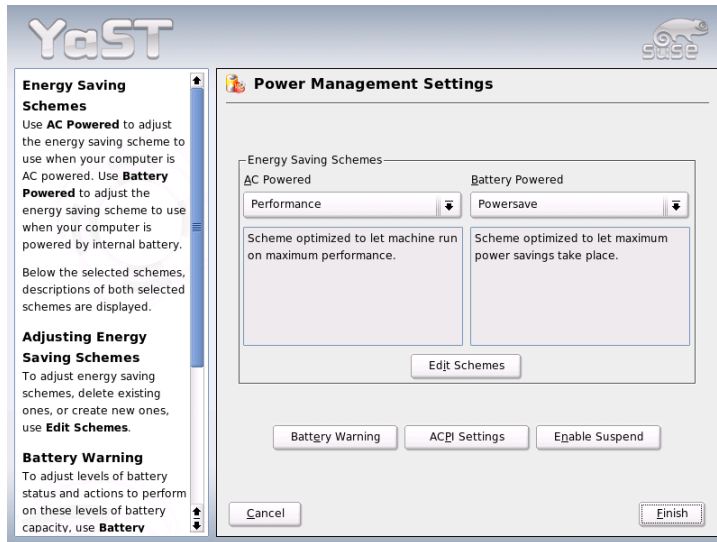 YaST
SUSE
Energy Saving
Schemes
Use AC Powered to adjust
the energy saving scheme to
use when your computer is
AC powered. Use Battery
Powered to adjust the
energy saving scheme to use
when your computer is
powered by internal battery.
Below the selected schemes,
descriptions of both selected
schemes are displayed.
Adjusting Energy
Saving Schemes
To adjust energy saving
schemes, delete existing
ones, or create new ones,
use Edit Schemes.
Battery Warning
To adjust levels of battery
status and actions to perform
on these levels of battery
capacity, use Battery
Power Management Settings
Energy Saving Schemes
AC Powered
Battery Powered
Performance
Powersave
Scheme optimized to let machine run
on maximum performance.
Scheme optimized to let maximum
power savings take place.
Edit Schemes
Battery Warning
ACPI Settings
Enable Suspend
Cancel
Finish